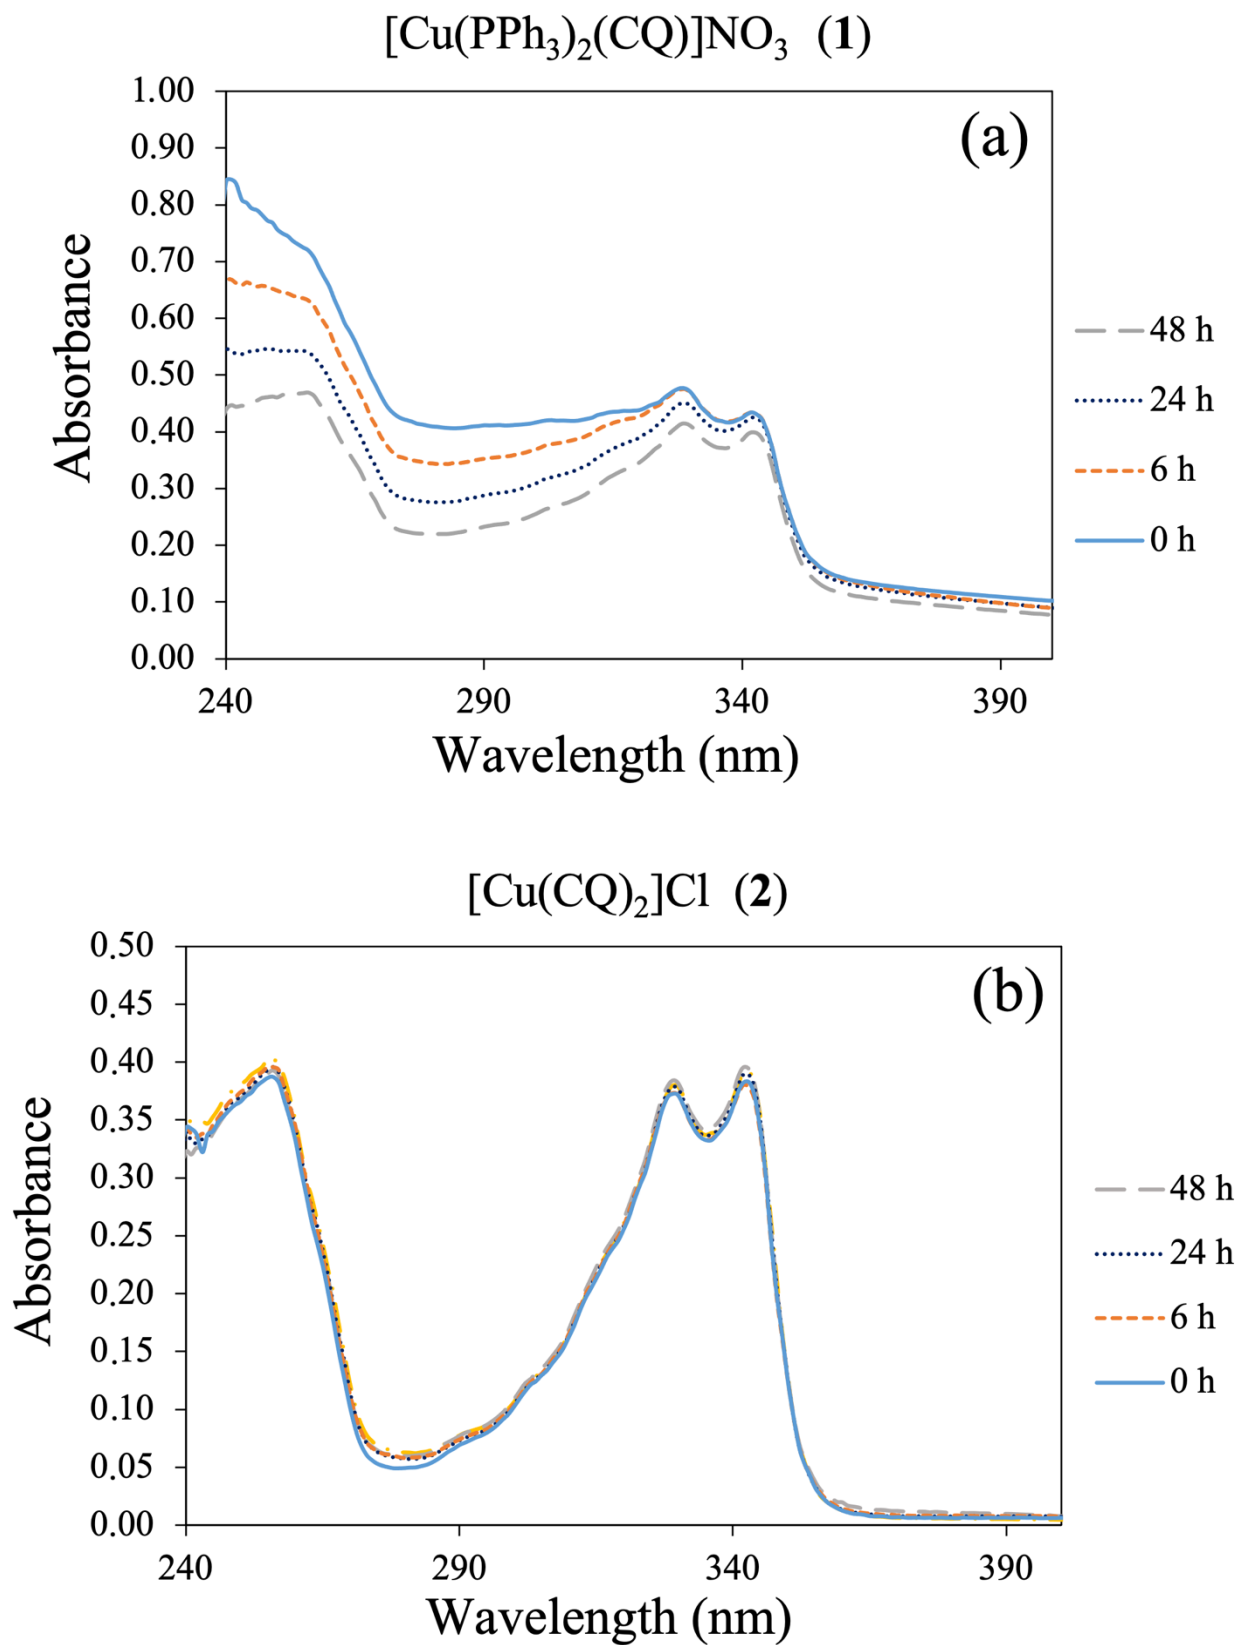 [Cu(PPh₃)₂(CQ)]NO₃ (1)
(a)
1.00
0.90
0.80
0.70
0.60
0.50
0.40
0.30
0.20
0.10
0.00
Absorbance
240 290 340 390
Wavelength (nm)
48 h
24 h
6 h
0 h
[Cu(CQ)₂]Cl (2)
(b)
0.50
0.45
0.40
0.35
0.30
0.25
0.20
0.15
0.10
0.05
0.00
Absorbance
240 290 340 390
Wavelength (nm)
48 h
24 h
6 h
0 h